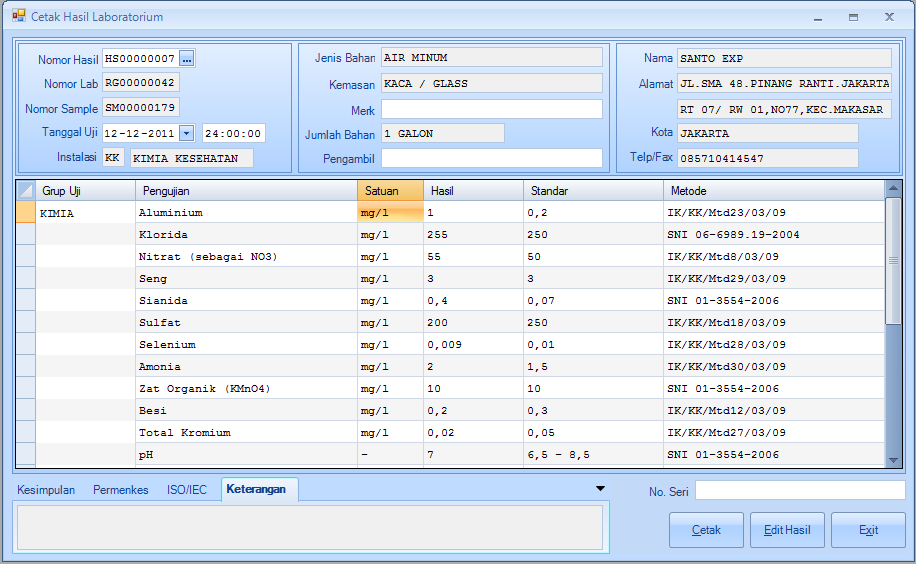 Cetak Hasil Laboratorium
Nomor Hasil HS00000007 ...
Nomor Lab RG00000042
Nomor Sample SM00000179
Tanggal Uji 12-12-2011 24:00:00
Instalasi KK KIMIA KESEHATAN
Jenis Bahan AIR MINUM
Kemasan KACA / GLASS
Merk
Jumlah Bahan 1 GALON
Pengambil
Nama SANTO EXP
Alamat JL.SMA 48.PINANG RANTI.JAKARTA
RT 07/ RW 01,NO77,KEC.MAKASAR
Kota JAKARTA
Telp/Fax 085710414547
Grup Uji Pengujian Satuan Hasil Standar Metode
KIMIA Aluminium mg/l 1 0,2 IK/KK/Mtd23/03/09
Klorida mg/l 255 250 SNI 06-6989.19-2004
Nitrat (sebagai NO3) mg/l 55 50 IK/KK/Mtd8/03/09
Seng mg/l 3 3 IK/KK/Mtd29/03/09
Sianida mg/l 0,4 0,07 SNI 01-3554-2006
Sulfat mg/l 200 250 IK/KK/Mtd18/03/09
Selenium mg/l 0,009 0,01 IK/KK/Mtd28/03/09
Amonia mg/l 2 1,5 IK/KK/Mtd30/03/09
Zat Organik (KMnO4) mg/l 10 10 SNI 01-3554-2006
Besi mg/l 0,2 0,3 IK/KK/Mtd12/03/09
Total Kromium mg/l 0,02 0,05 IK/KK/Mtd27/03/09
pH - 7 6,5 - 8,5 SNI 01-3554-2006
Kesimpulan Permenkes ISO/IEC Keterangan
No. Seri
Cetak Edit Hasil Exit